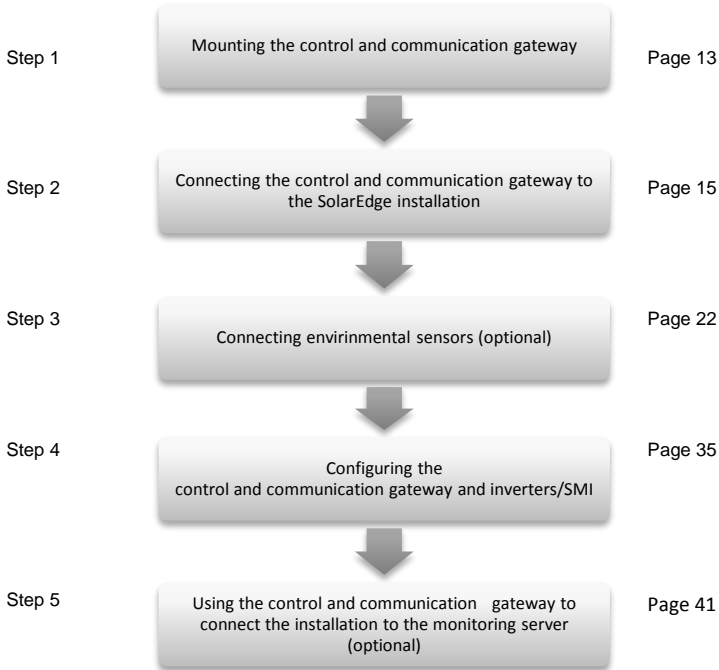 Step 1
Mounting the control and communication gateway
Page 13
Step 2
Connecting the control and communication gateway to
the SolarEdge installation
Page 15
Step 3
Connecting envirinmental sensors (optional)
Page 22
Step 4
Configuring the
control and communication gateway and inverters/SMI
Page 35
Step 5
Using the control and communication gateway to
connect the installation to the monitoring server
(optional)
Page 41